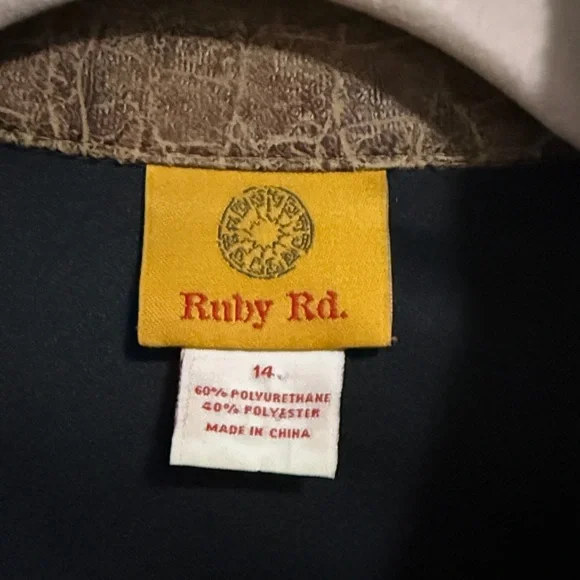 Ruby Rd.
14
60% POLYURETHANE
40% POLYESTER
MADE IN CHINA